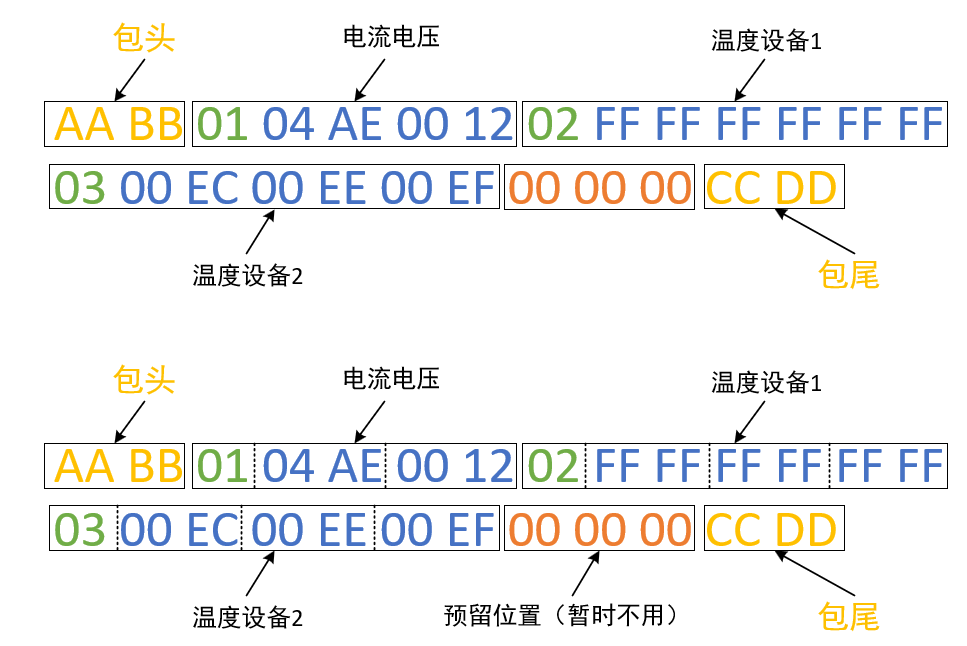 包头 电流电压 温度设备1
AA BB 01 04 AE 00 12 02 FF FF FF FF FF FF
03 00 EC 00 EE 00 EF 00 00 00 CC DD
温度设备2 包尾
包头 电流电压 温度设备1
AA BB 01 04 AE 00 12 02 FF FF FF FF FF FF
03 00 EC 00 EE 00 EF 00 00 00 CC DD
温度设备2 预留位置（暂时不用） 包尾